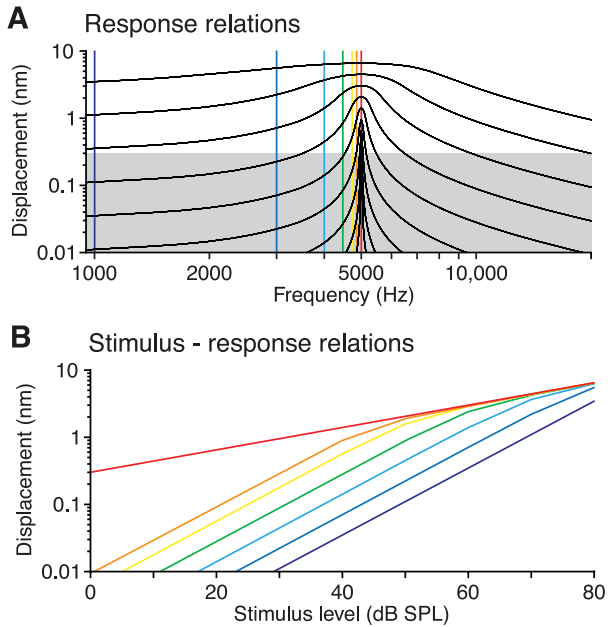 A Response relations
Displacement (nm)
10
1
0.1
0.01
1000 2000 5000 10,000
Frequency (Hz)
B Stimulus - response relations
Displacement (nm)
10
1
0.1
0.01
0 20 40 60 80
Stimulus level (dB SPL)